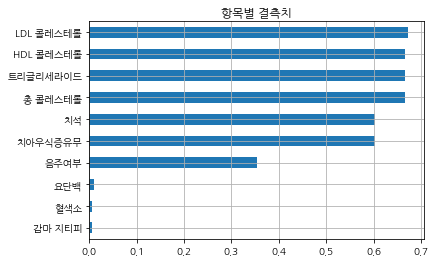 항목별 결측치
LDL 콜레스테롤
HDL 콜레스테롤
트리글리세라이드
총 콜레스테롤
치석
치아우식증유무
음주여부
요단백
혈색소
감마 지티피
0.0 0.1 0.2 0.3 0.4 0.5 0.6 0.7